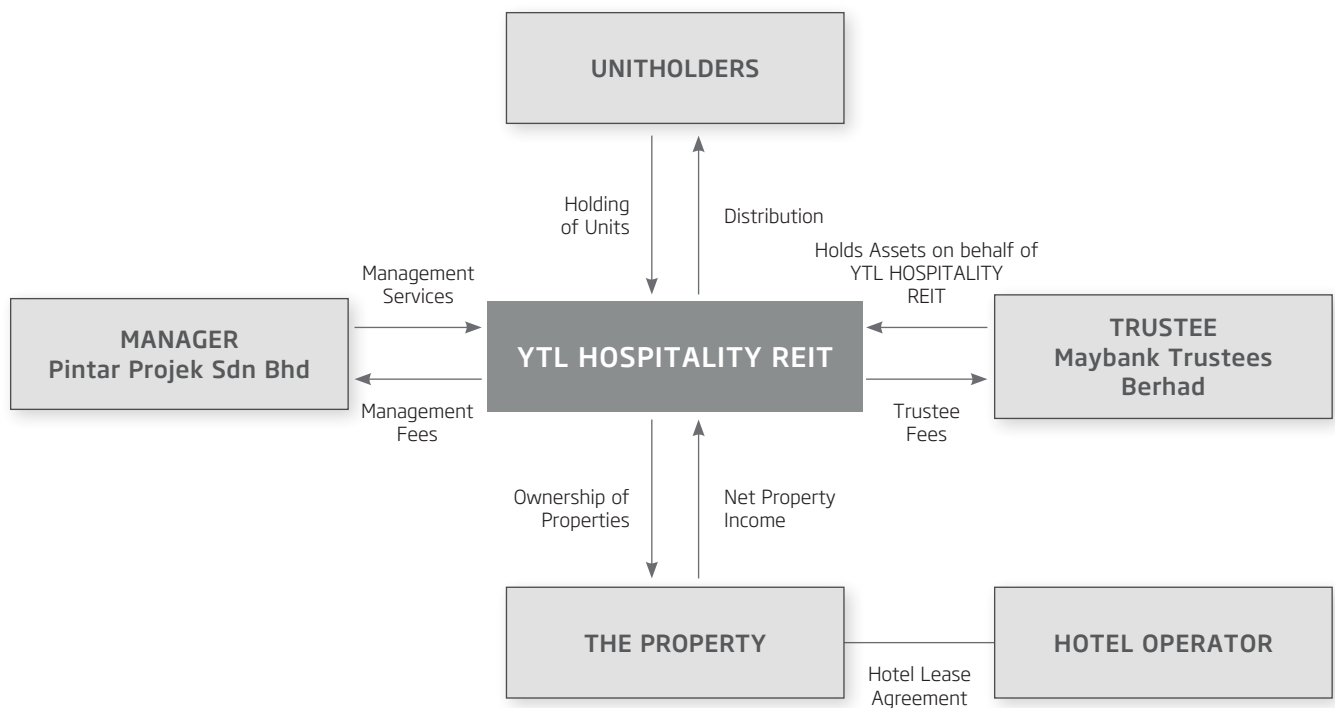 UNITHOLDERS
Holding
of Units
Distribution
Holds Assets on behalf of
YTL HOSPITALITY
REIT
Management
Services
MANAGER
Pintar Projek Sdn Bhd
YTL HOSPITALITY REIT
TRUSTEE
Maybank Trustees
Berhad
Management
Fees
Trustee
Fees
Ownership of
Properties
Net Property
Income
THE PROPERTY
HOTEL OPERATOR
Hotel Lease
Agreement